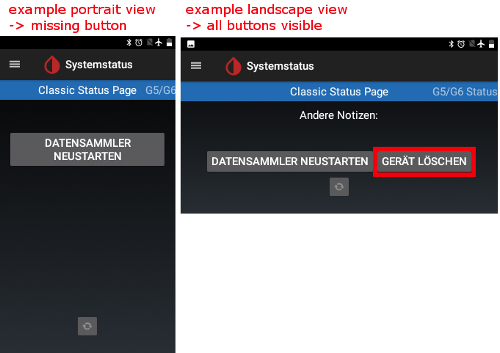 example portrait view
-> missing button
Systemstatus
Classic Status Page G5/G6
DATENSAMMLER
NEUSTARTEN
example landscape view
-> all buttons visible
Systemstatus
Classic Status Page G5/G6 Status
Andere Notizen:
DATENSAMMLER NEUSTARTEN GERÄT LÖSCHEN